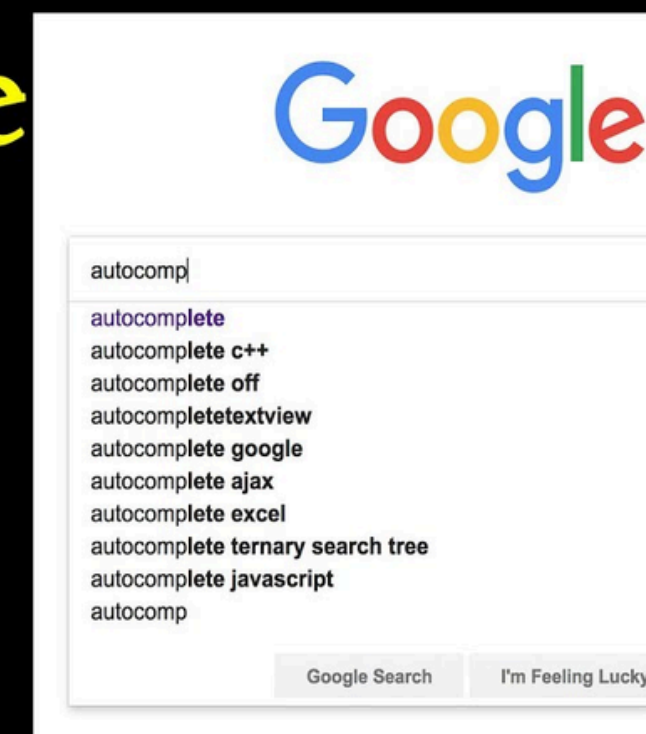 e
Google
autocomp
autocomplete
autocomplete c++
autocomplete off
autocompletetextview
autocomplete google
autocomplete ajax
autocomplete excel
autocomplete ternary search tree
autocomplete javascript
autocomp
Google Search I'm Feeling Lucky